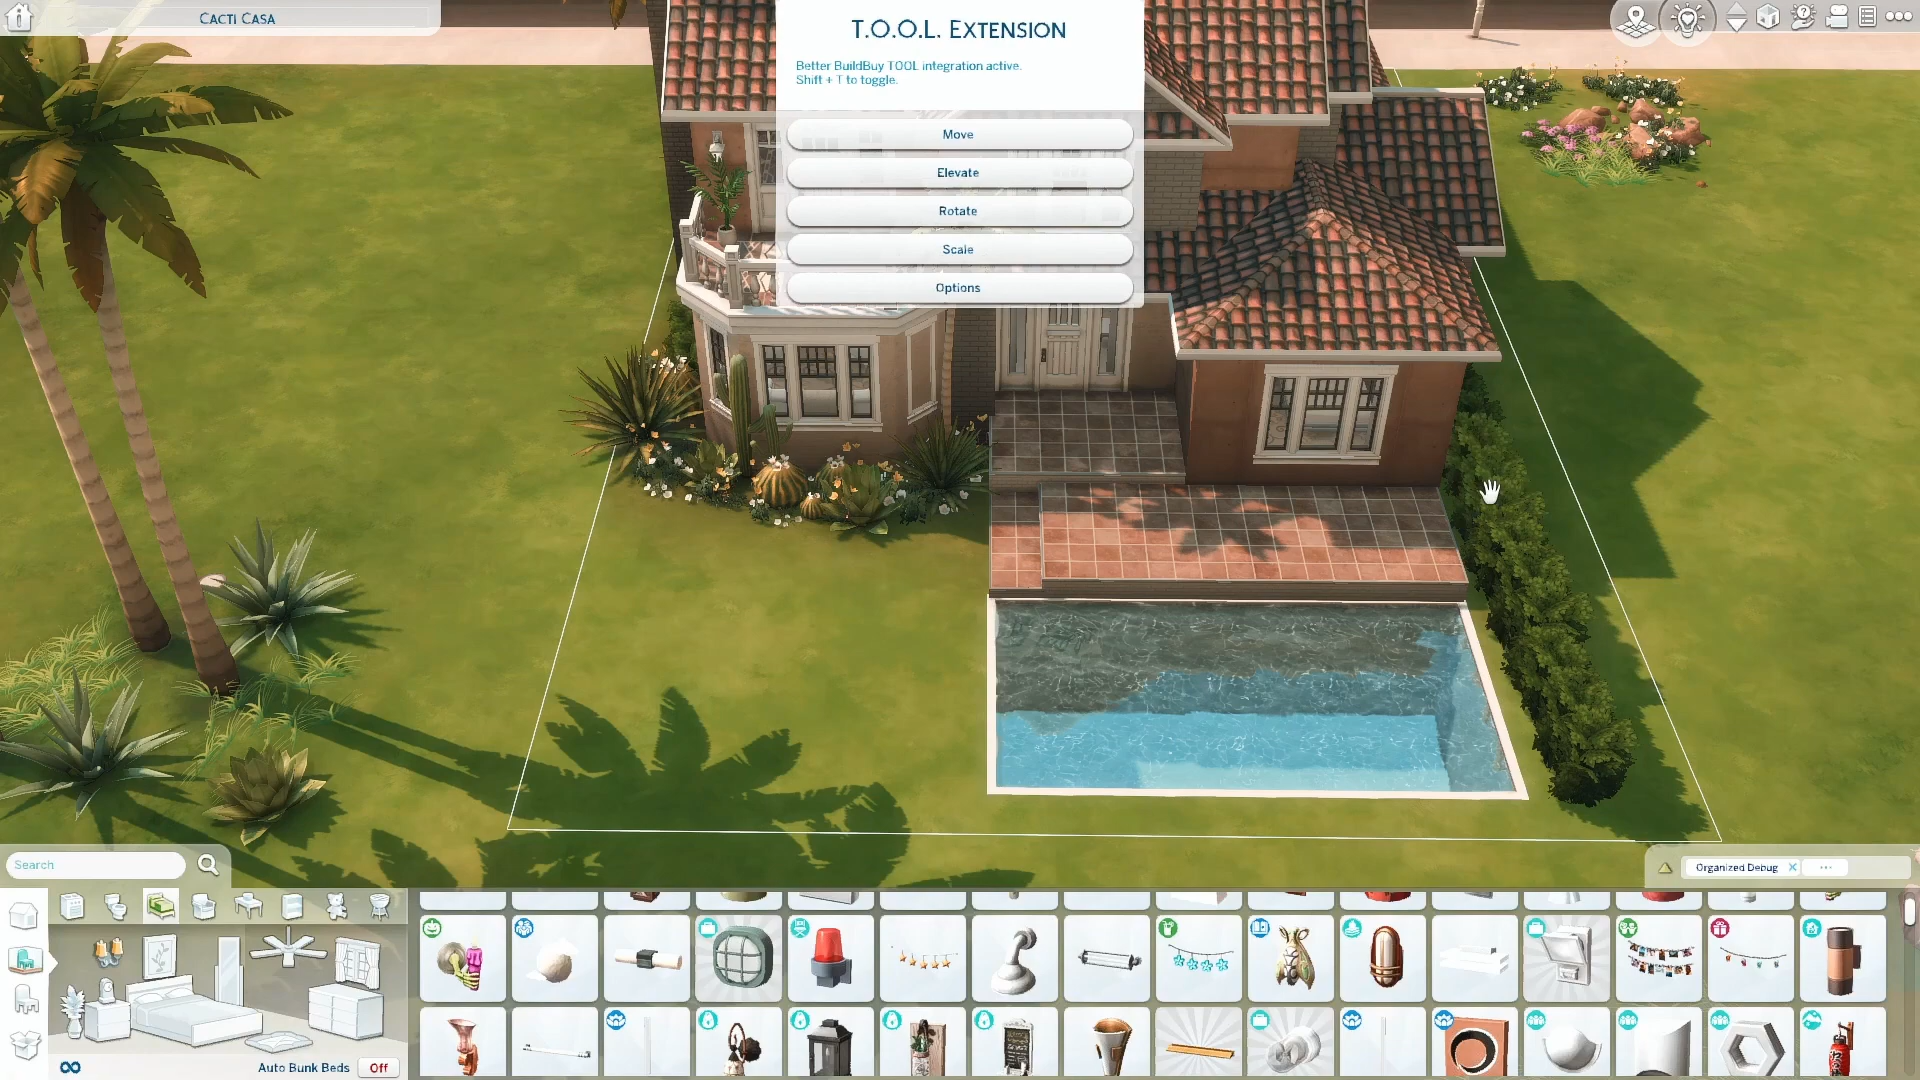 Cacti Casa
T.O.O.L. Extension
Better BuildBuy TOOL integration active.
Shift + T to toggle.
Move
Elevate
Rotate
Scale
Options
Search
Organized Debug
Auto Bunk Beds
Off